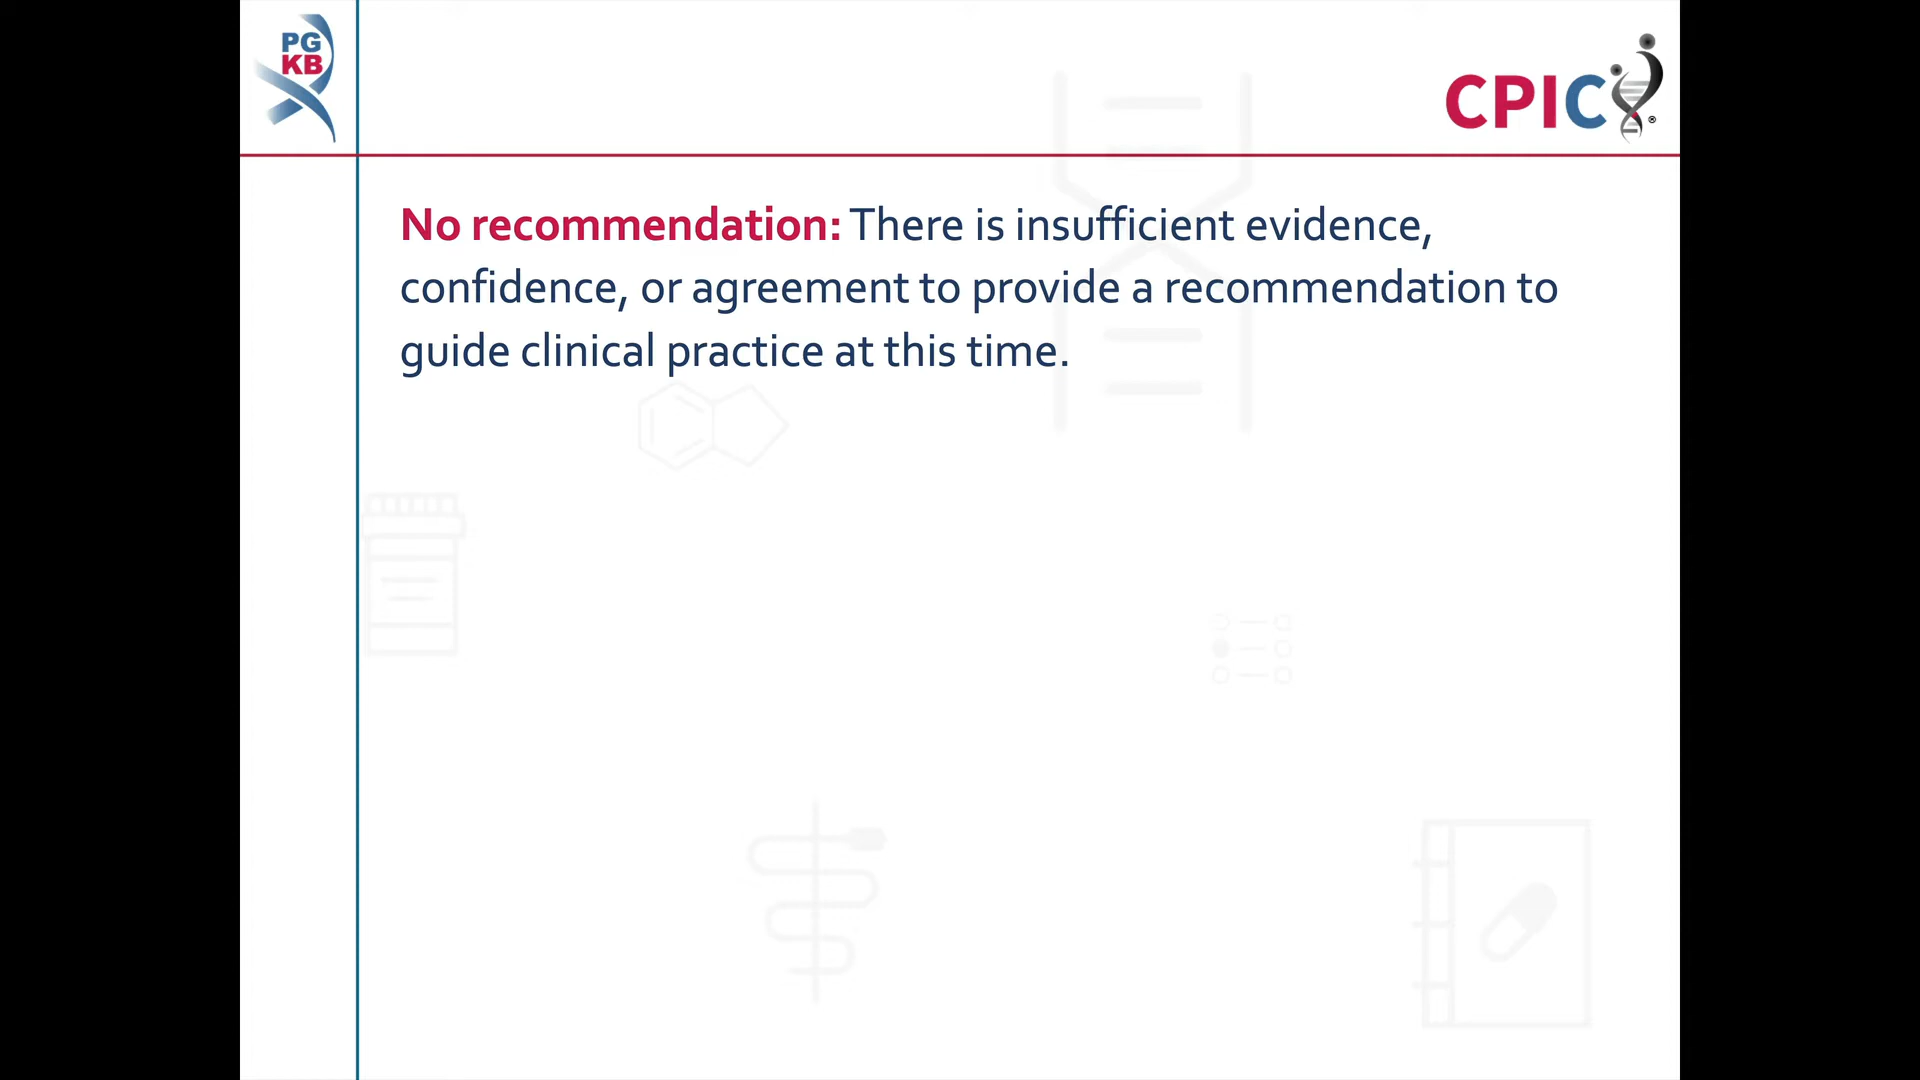 PG
KB
CPIC®
No recommendation: There is insufficient evidence,
confidence, or agreement to provide a recommendation to
guide clinical practice at this time.